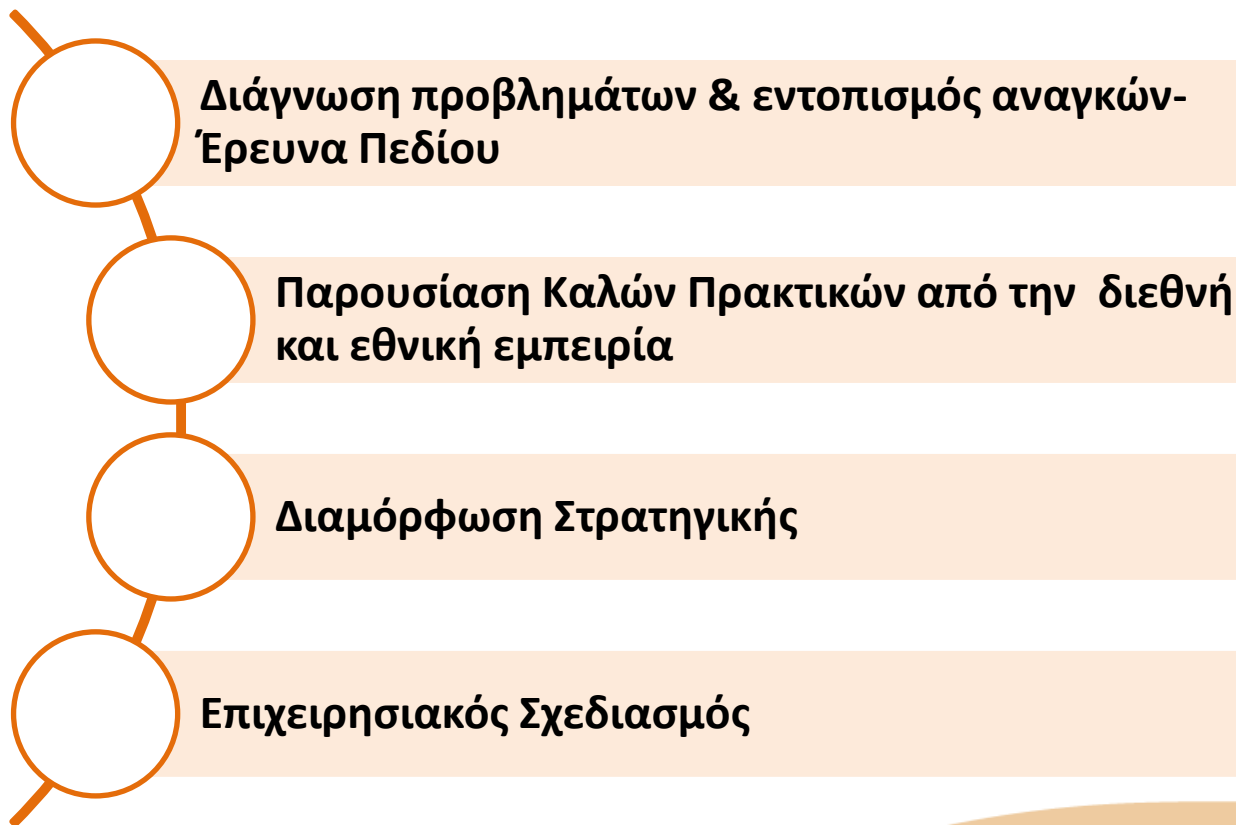 Διάγνωση προβλημάτων & εντοπισμός αναγκών-
Έρευνα Πεδίου
Παρουσίαση Καλών Πρακτικών από την διεθνή
και εθνική εμπειρία
Διαμόρφωση Στρατηγικής
Επιχειρησιακός Σχεδιασμός